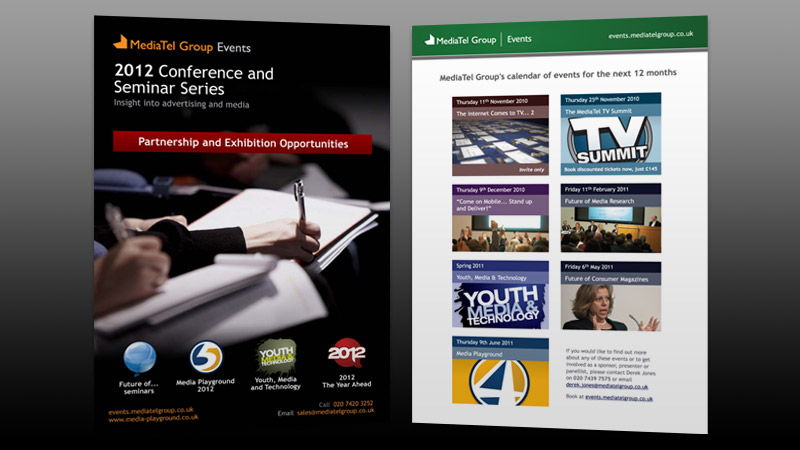 MediaTel Group Events
2012 Conference and
Seminar Series
Insight into advertising and media
Partnership and Exhibition Opportunities
Future of...
seminars
5
Media Playground
2012
YOUTH
MEDIA &
TECHNOLOGY
Youth, Media
and Technology
2012
2012
The Year Ahead
events.mediatelgroup.co.uk
www.media-playground.co.uk
Call 020 7420 3252
Email sales@mediatelgroup.co.uk
MediaTel Group | Events
events.mediatelgroup.co.uk
MediaTel Group's calendar of events for the next 12 months
Thursday 11th November 2010
The Internet Comes to TV... 2
Invite only
Thursday 25th November 2010
The MediaTel TV Summit
TV
SUMMIT
Book discounted tickets now, just £145
Thursday 9th December 2010
"Come on Mobile... Stand up
and Deliver!"
Friday 11th February 2011
Future of Media Research
Spring 2011
Youth, Media & Technology
YOUTH
MEDIA &
TECHNOLOGY
Friday 6th May 2011
Future of Consumer Magazines
Thursday 9th June 2011
Media Playground
4
If you would like to find out more
about any of these events or to get
involved as a sponsor, presenter or
panellist, please contact Derek Jones
on 020 7439 7575 or email
derek.jones@mediatelgroup.co.uk
Book at events.mediatelgroup.co.uk